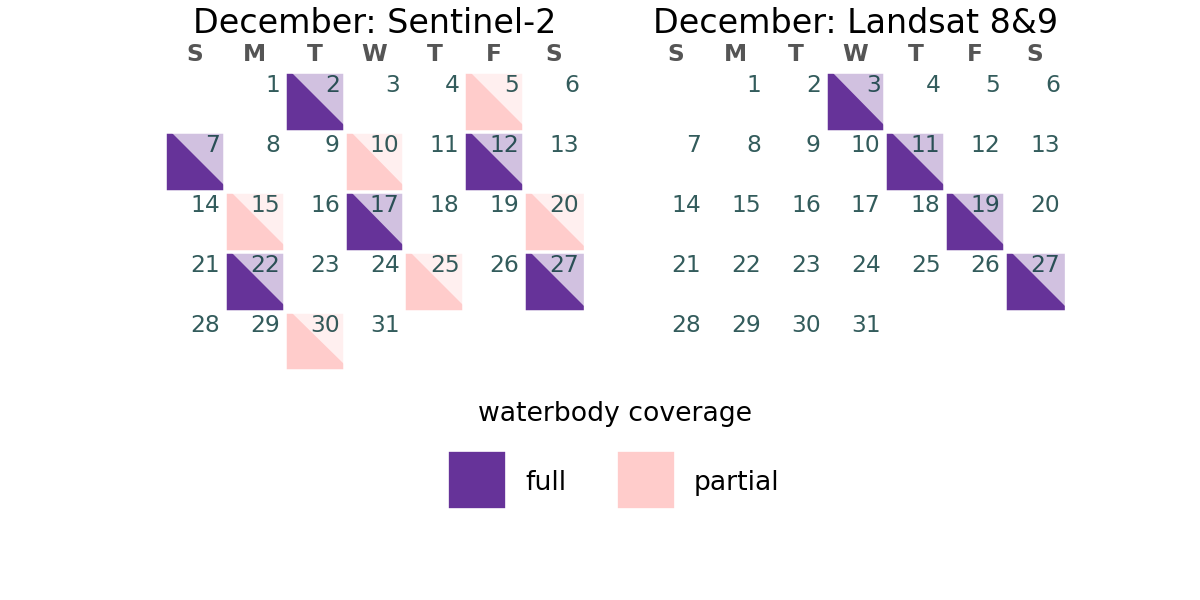 December: Sentinel-2
S M T W T F S
1 2 3 4 5 6
7 8 9 10 11 12 13
14 15 16 17 18 19 20
21 22 23 24 25 26 27
28 29 30 31
December: Landsat 8&9
S M T W T F S
1 2 3 4 5 6
7 8 9 10 11 12 13
14 15 16 17 18 19 20
21 22 23 24 25 26 27
28 29 30 31
waterbody coverage
full partial